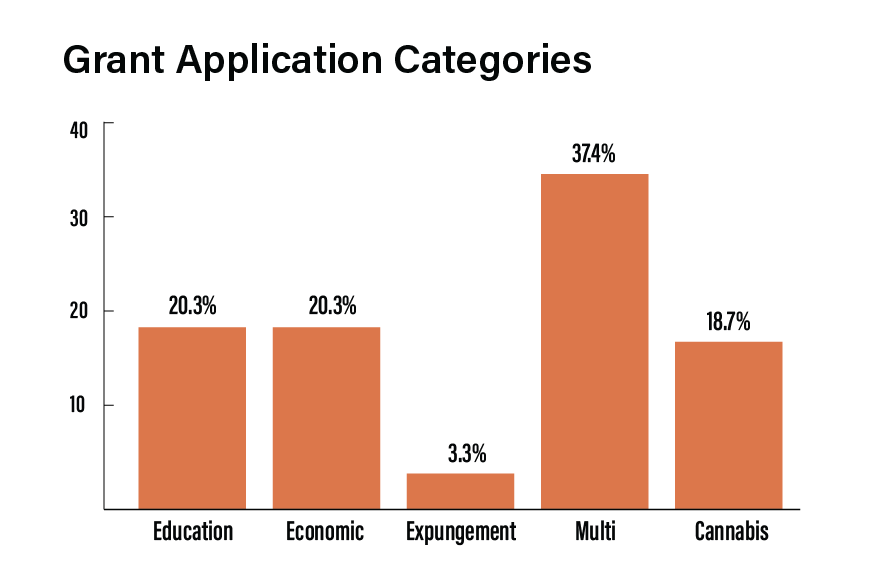 Grant Application Categories
40
30
20
10
20.3%
20.3%
3.3%
37.4%
18.7%
Education
Economic
Expungement
Multi
Cannabis